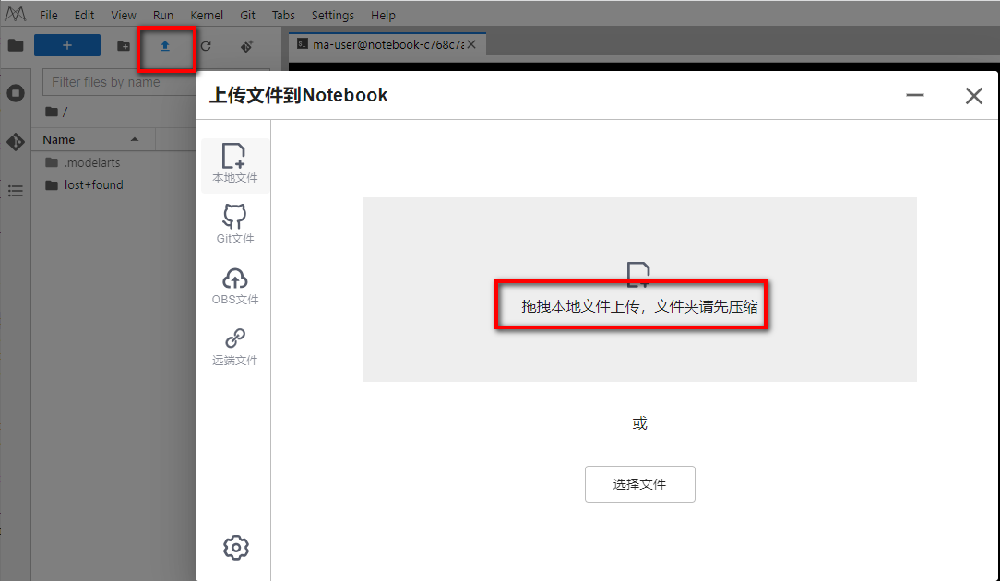 File Edit View Run Kernel Git Tabs Settings Help
ma-user@notebook-c768c7a
Filter files by name
/
Name
.modelarts
lost+found
上传文件到Notebook
本地文件
Git文件
OBS文件
远端文件
拖拽本地文件上传，文件夹请先压缩
或
选择文件